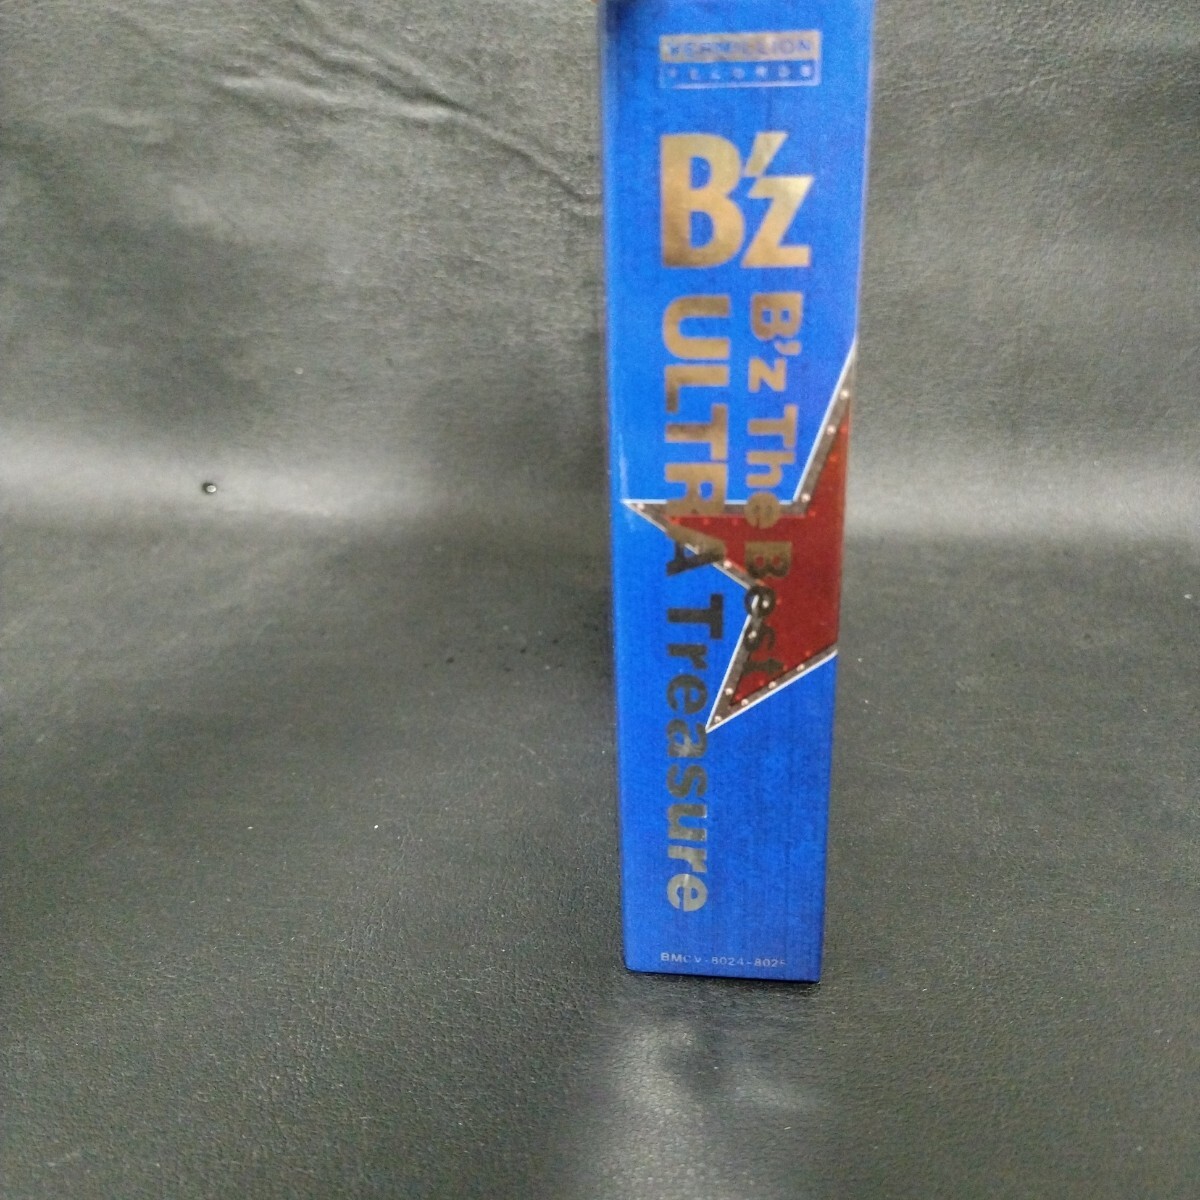 VERMILLION
RECORDS
B'z
B'z The Best
ULTRA Treasure
BMCV-8024-8025